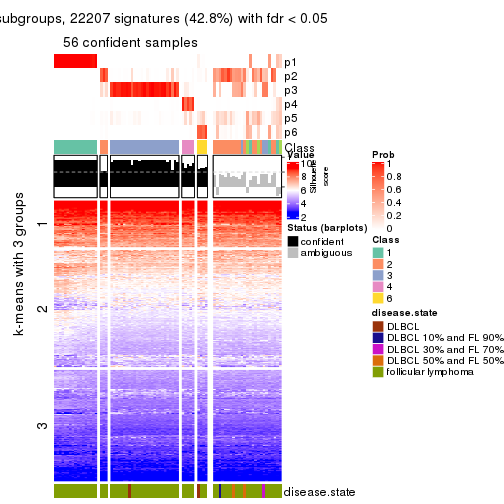 subgroups, 22207 signatures (42.8%) with fdr < 0.05
56 confident samples
p1
p2
p3
p4
p5
p6
Class
Value
10
8
6
4
2
Silhouette
score
Prob
1
0.8
0.6
0.4
0.2
0
Status (barplots)
confident
ambiguous
Class
1
2
3
4
6
disease.state
DLBCL
DLBCL 10% and FL 90%
DLBCL 30% and FL 70%
DLBCL 50% and FL 50%
follicular lymphoma
k-means with 3 groups
1
2
3
disease.state